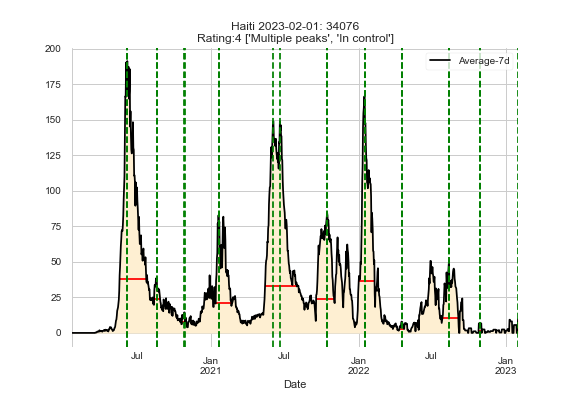 Haiti 2023-02-01: 34076
Rating:4 ['Multiple peaks', 'In control']
Average-7d
200
175
150
125
100
75
50
25
0
Jul
Jan
2021
Jul
Jan
2022
Jul
Jan
2023
Date